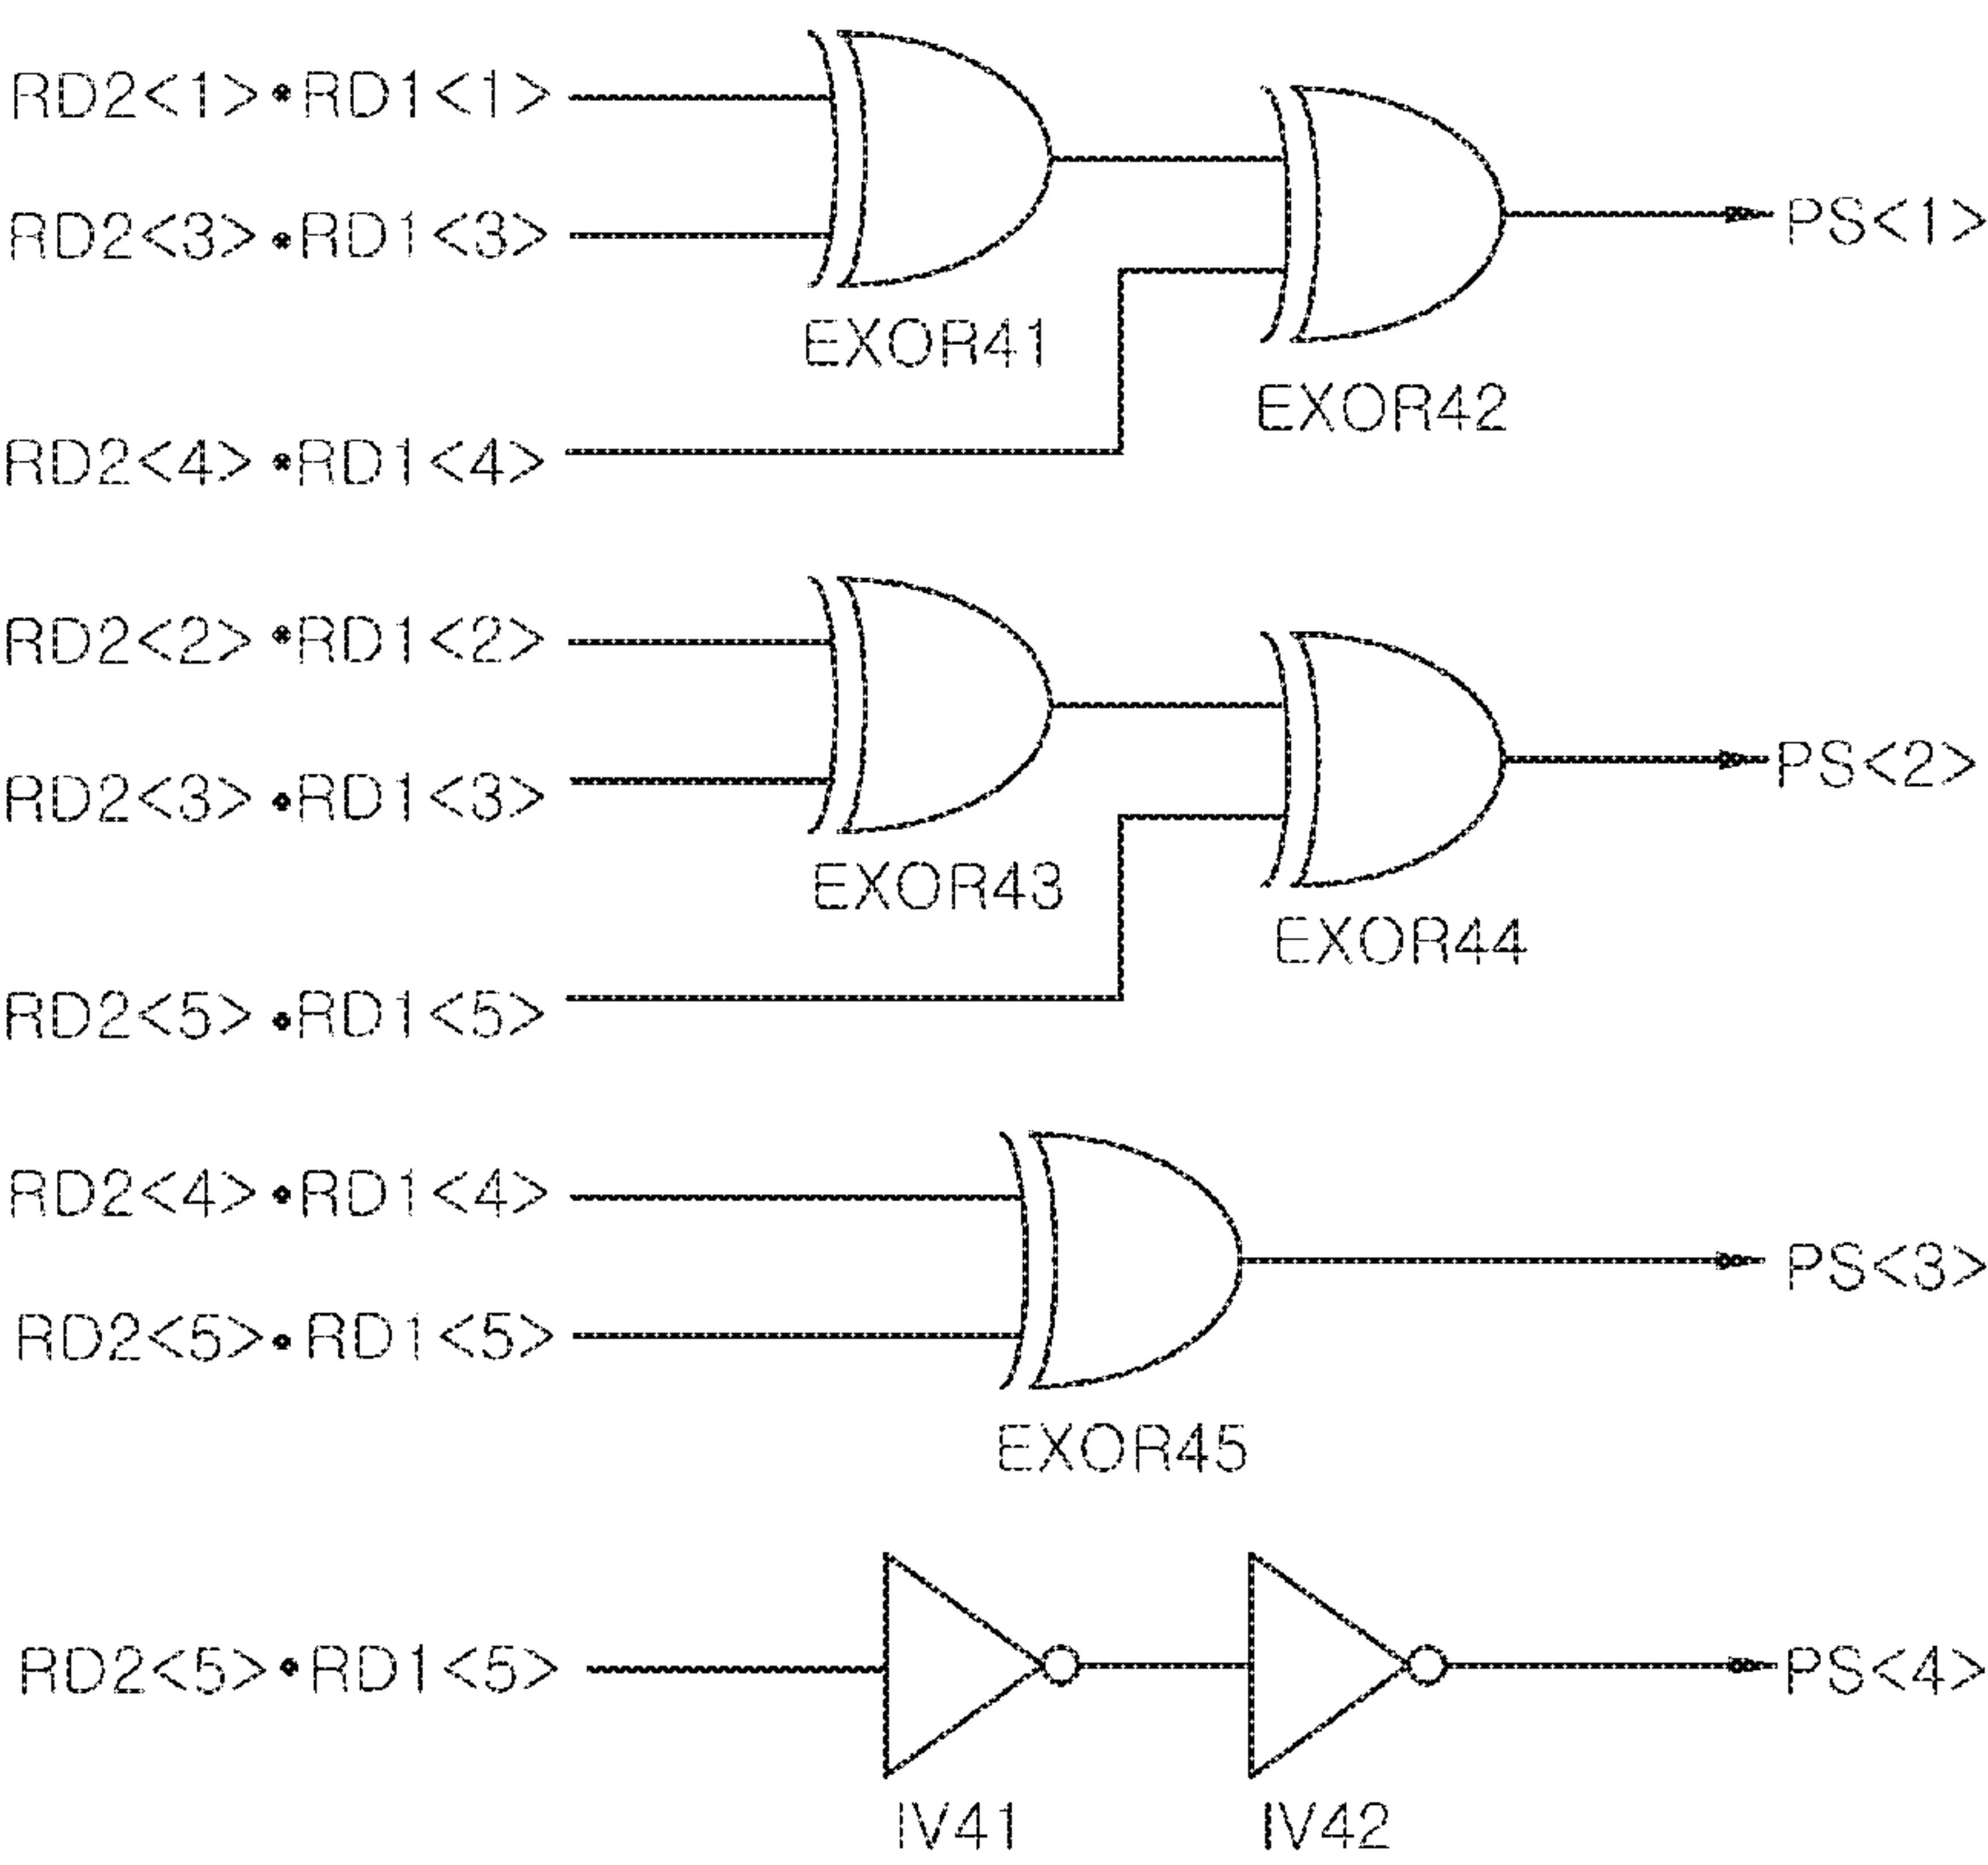 RD2<1>•RD1<1>
RD2<3>•RD1<3>
PS<1>
EXOR41
EXOR42
RD2<4>•RD1<4>
RD2<2>•RD1<2>
PS<2>
RD2<3>•RD1<3>
EXOR43
EXOR44
RD2<5>•RD1<5>
RD2<4>•RD1<4>
PS<3>
RD2<5>•RD1<5>
EXOR45
RD2<5>•RD1<5>
PS<4>
IV41
IV42